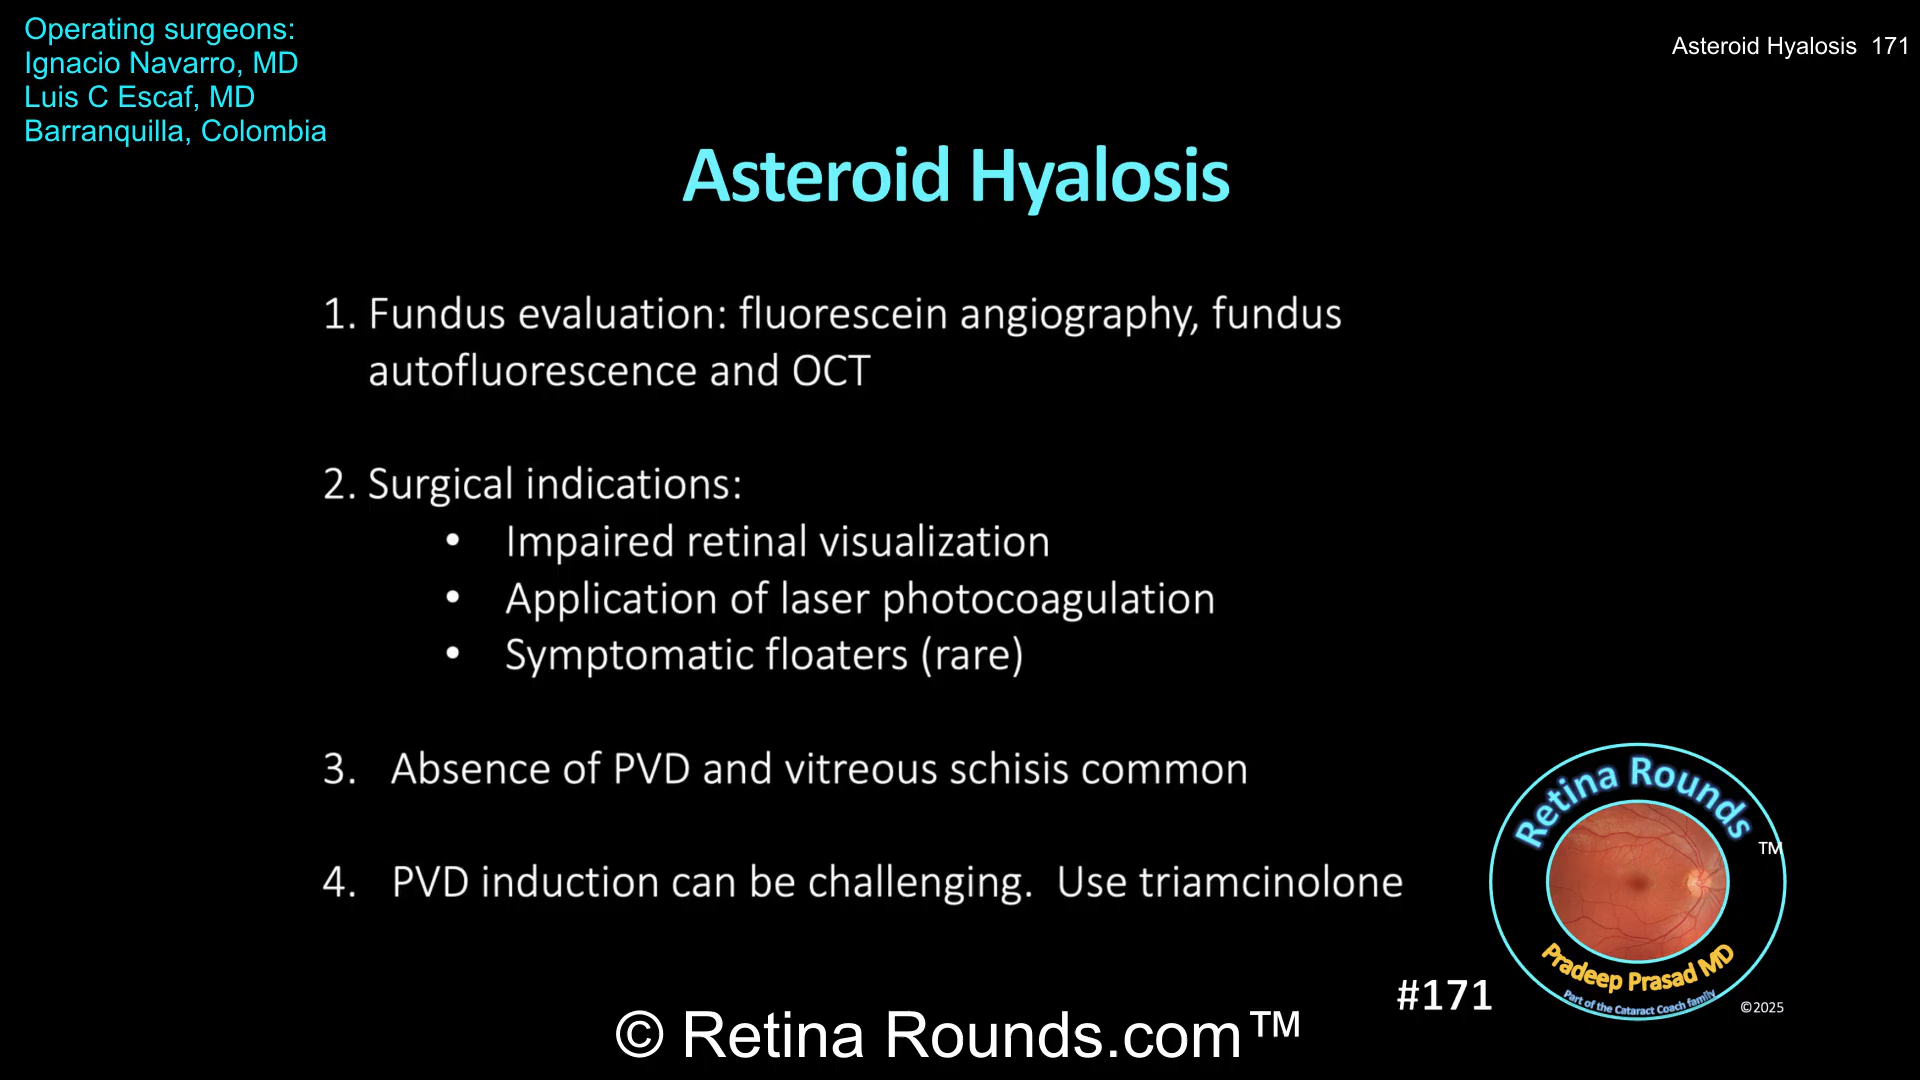 Operating surgeons:
Ignacio Navarro, MD
Luis C Escaf, MD
Barranquilla, Colombia
Asteroid Hyalosis 171
Asteroid Hyalosis
1. Fundus evaluation: fluorescein angiography, fundus
autofluorescence and OCT
2. Surgical indications:
• Impaired retinal visualization
• Application of laser photocoagulation
• Symptomatic floaters (rare)
3. Absence of PVD and vitreous schisis common
4. PVD induction can be challenging. Use triamcinolone
Retina Rounds
TM
Pradeep Prasad MD
Part of the Cataract Coach family
#171
©2025
© Retina Rounds.com™